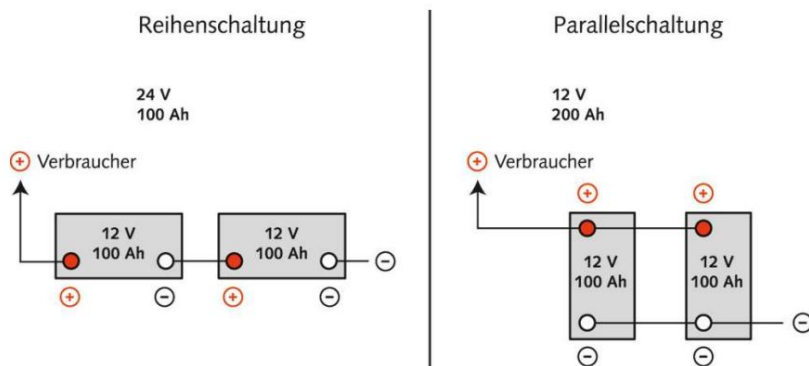 Reihenschaltung
24 V
100 Ah
+ Verbraucher
12 V
100 Ah
12 V
100 Ah
−
+
−
+
−
Parallelschaltung
12 V
200 Ah
+ Verbraucher
+
+
12 V
100 Ah
12 V
100 Ah
−
−
−